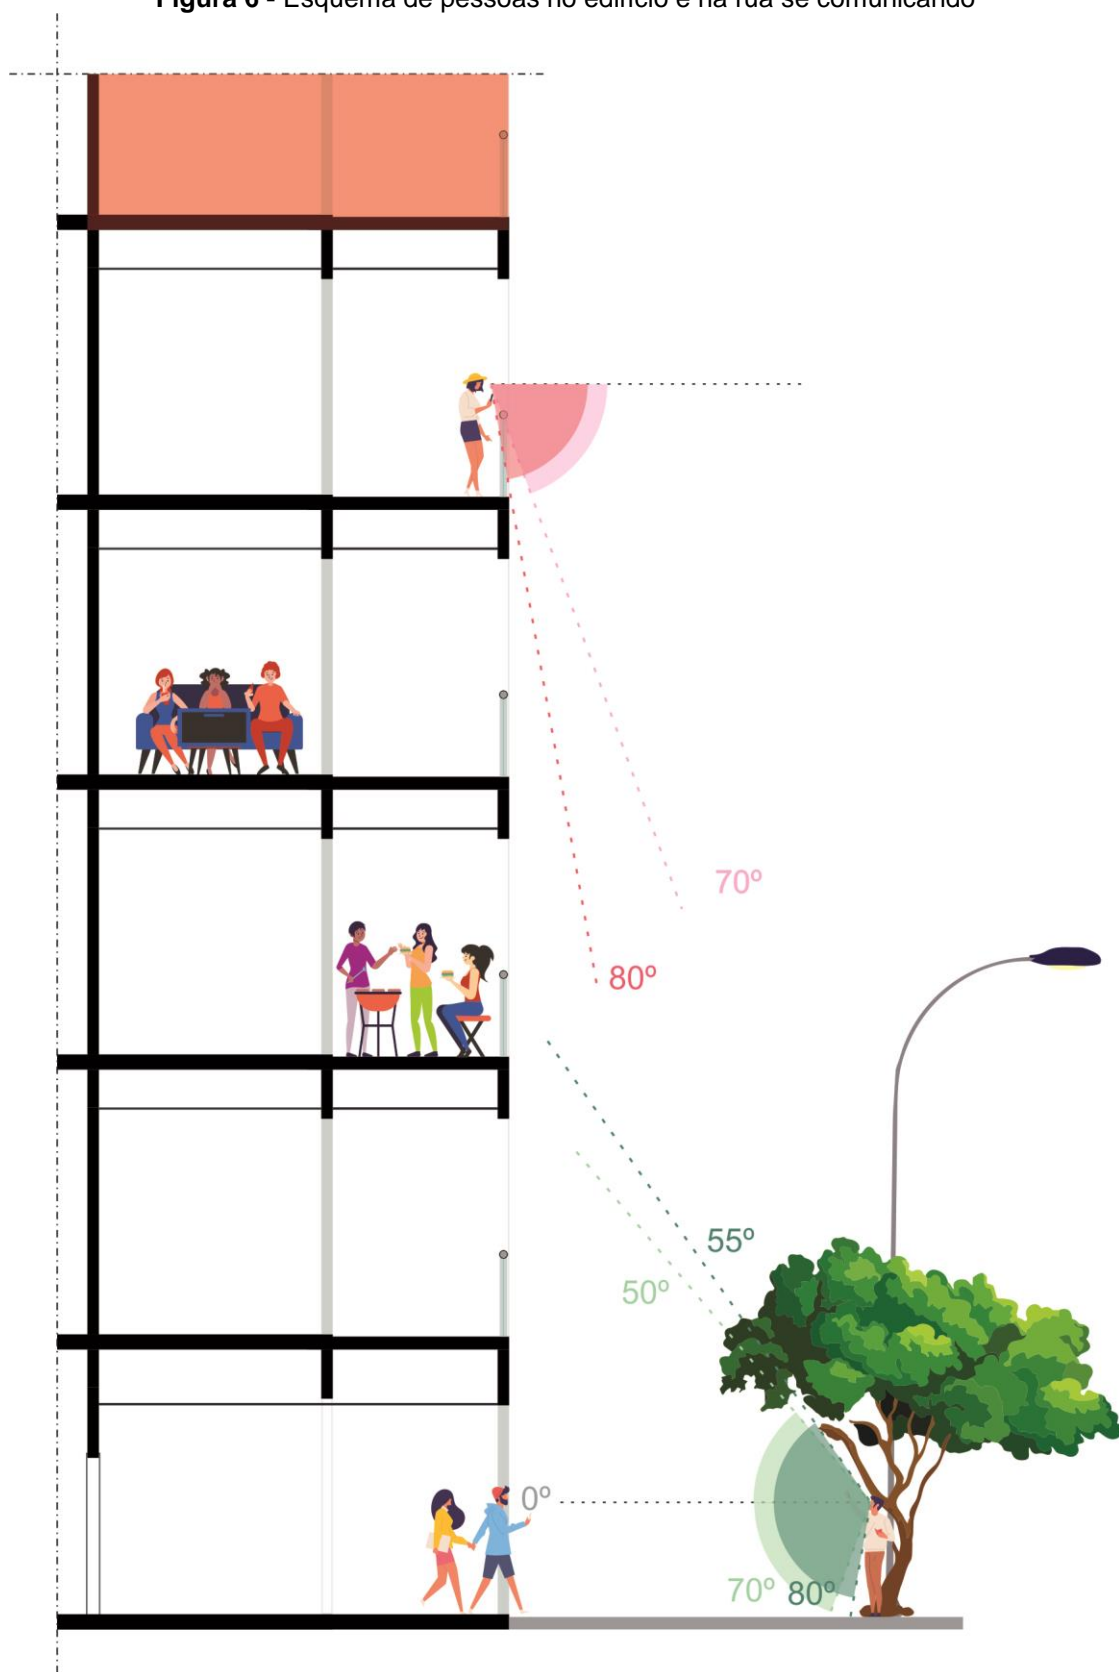 Figura 6 - Esquema de pessoas no edifício e na rua se comunicando
70º
80º
55º
50º
0º
70º 80º